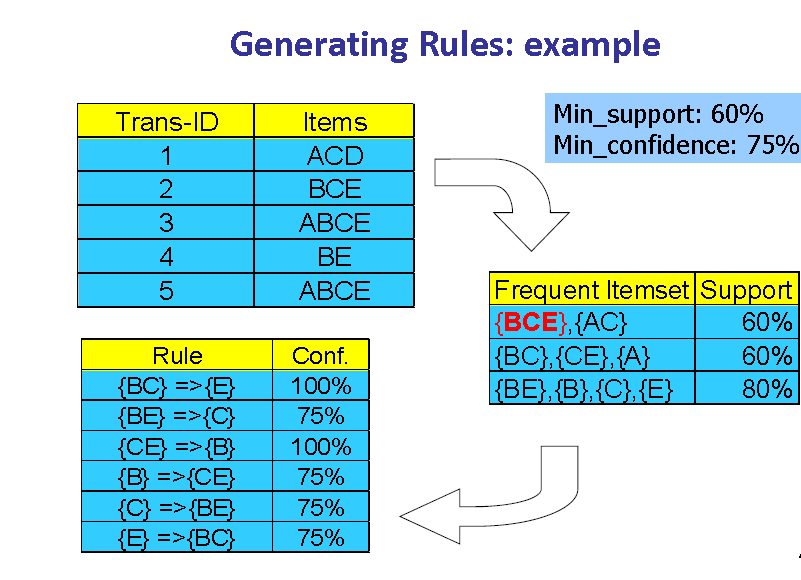 Generating Rules: example
Min_support: 60%
Min_confidence: 75%
Trans-ID Items
1 ACD
2 BCE
3 ABCE
4 BE
5 ABCE
Frequent Itemset Support
{BCE},{AC} 60%
{BC},{CE},{A} 60%
{BE},{B},{C},{E} 80%
Rule Conf.
{BC} =>{E} 100%
{BE} =>{C} 75%
{CE} =>{B} 100%
{B} =>{CE} 75%
{C} =>{BE} 75%
{E} =>{BC} 75%